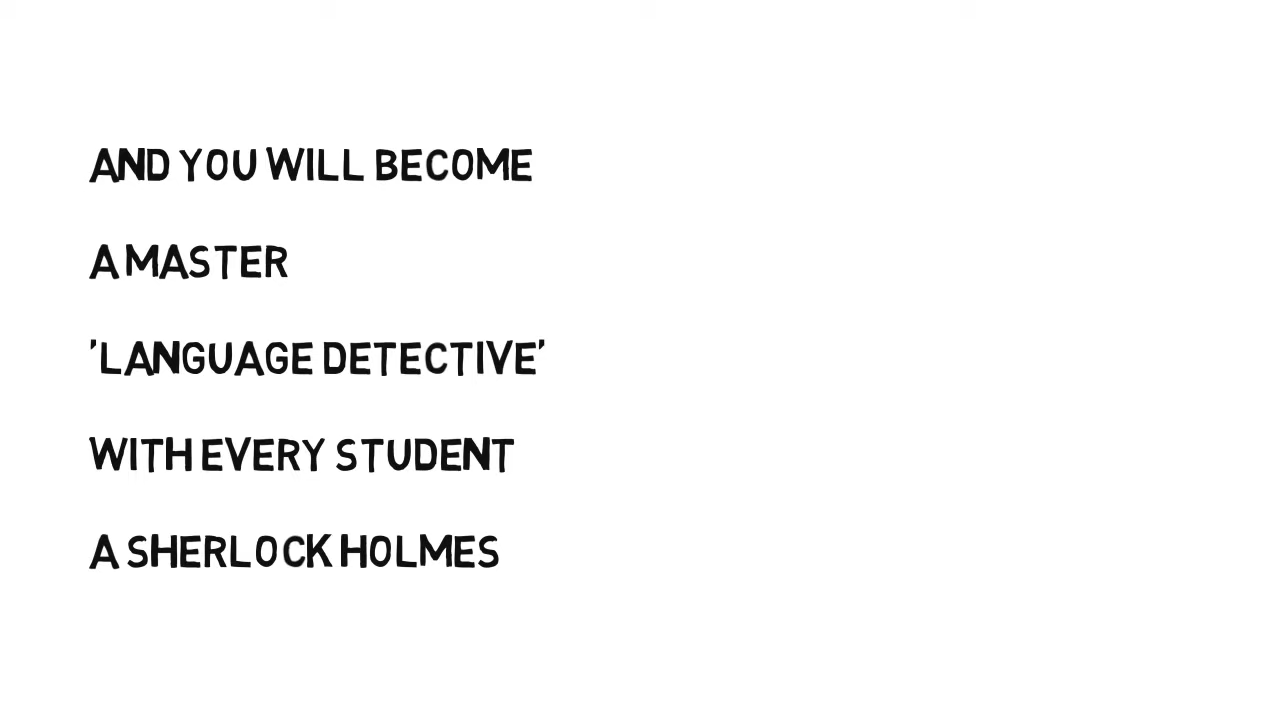 AND YOU WILL BECOME
A MASTER
'LANGUAGE DETECTIVE'
WITH EVERY STUDENT
A SHERLOCK HOLMES